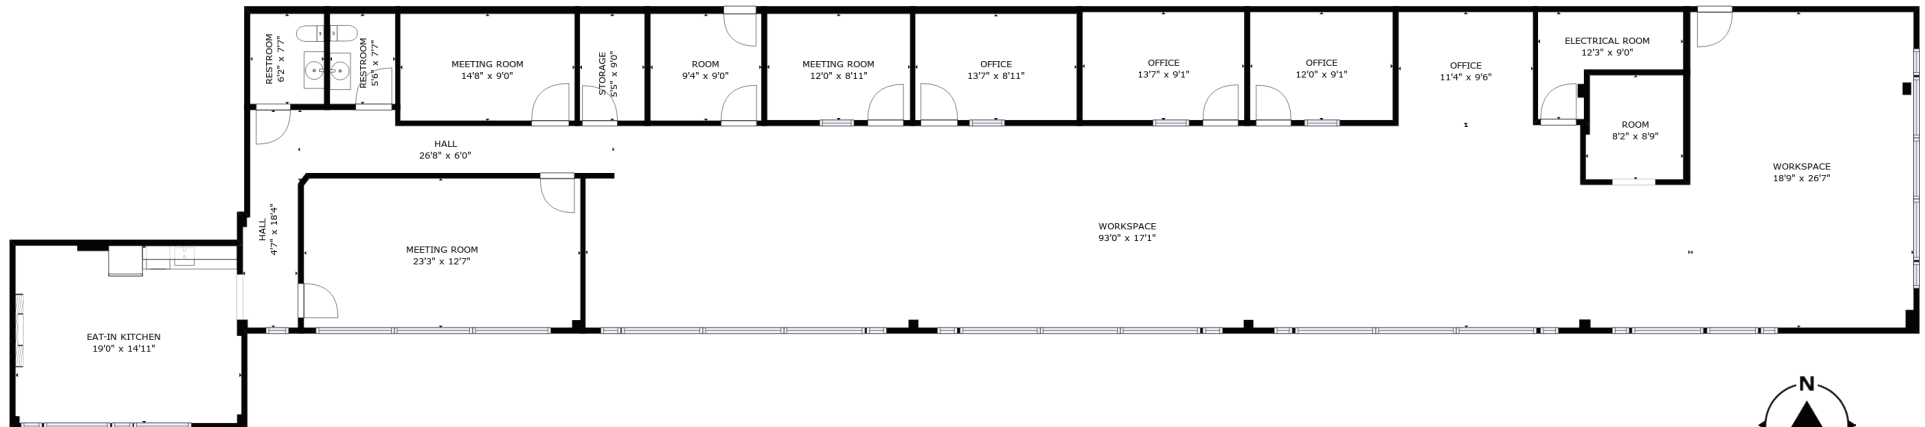 RESTROOM
6'2" x 7'7"
RESTROOM
5'6" x 7'7"
MEETING ROOM
14'8" x 9'0"
STORAGE
5'5" x 9'0"
ROOM
9'4" x 9'0"
MEETING ROOM
12'0" x 8'11"
OFFICE
13'7" x 8'11"
OFFICE
13'7" x 9'1"
OFFICE
12'0" x 9'1"
OFFICE
11'4" x 9'6"
ELECTRICAL ROOM
12'3" x 9'0"
ROOM
8'2" x 8'9"
HALL
26'8" x 6'0"
WORKSPACE
18'9" x 26'7"
HALL
4'7" x 18'4"
MEETING ROOM
23'3" x 12'7"
WORKSPACE
93'0" x 17'1"
EAT-IN KITCHEN
19'0" x 14'11"
N